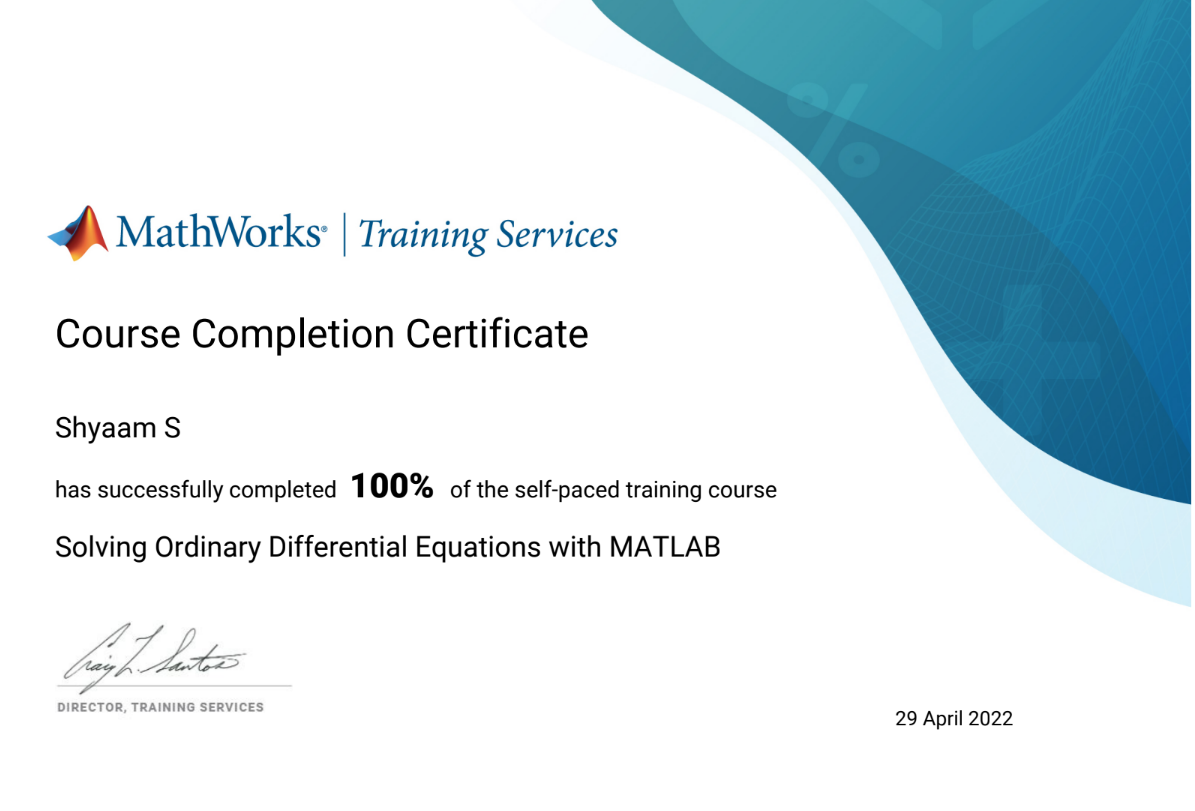 MathWorks® | Training Services
Course Completion Certificate
Shyaam S
has successfully completed 100% of the self-paced training course
Solving Ordinary Differential Equations with MATLAB
Craig L. Santos
DIRECTOR, TRAINING SERVICES
29 April 2022